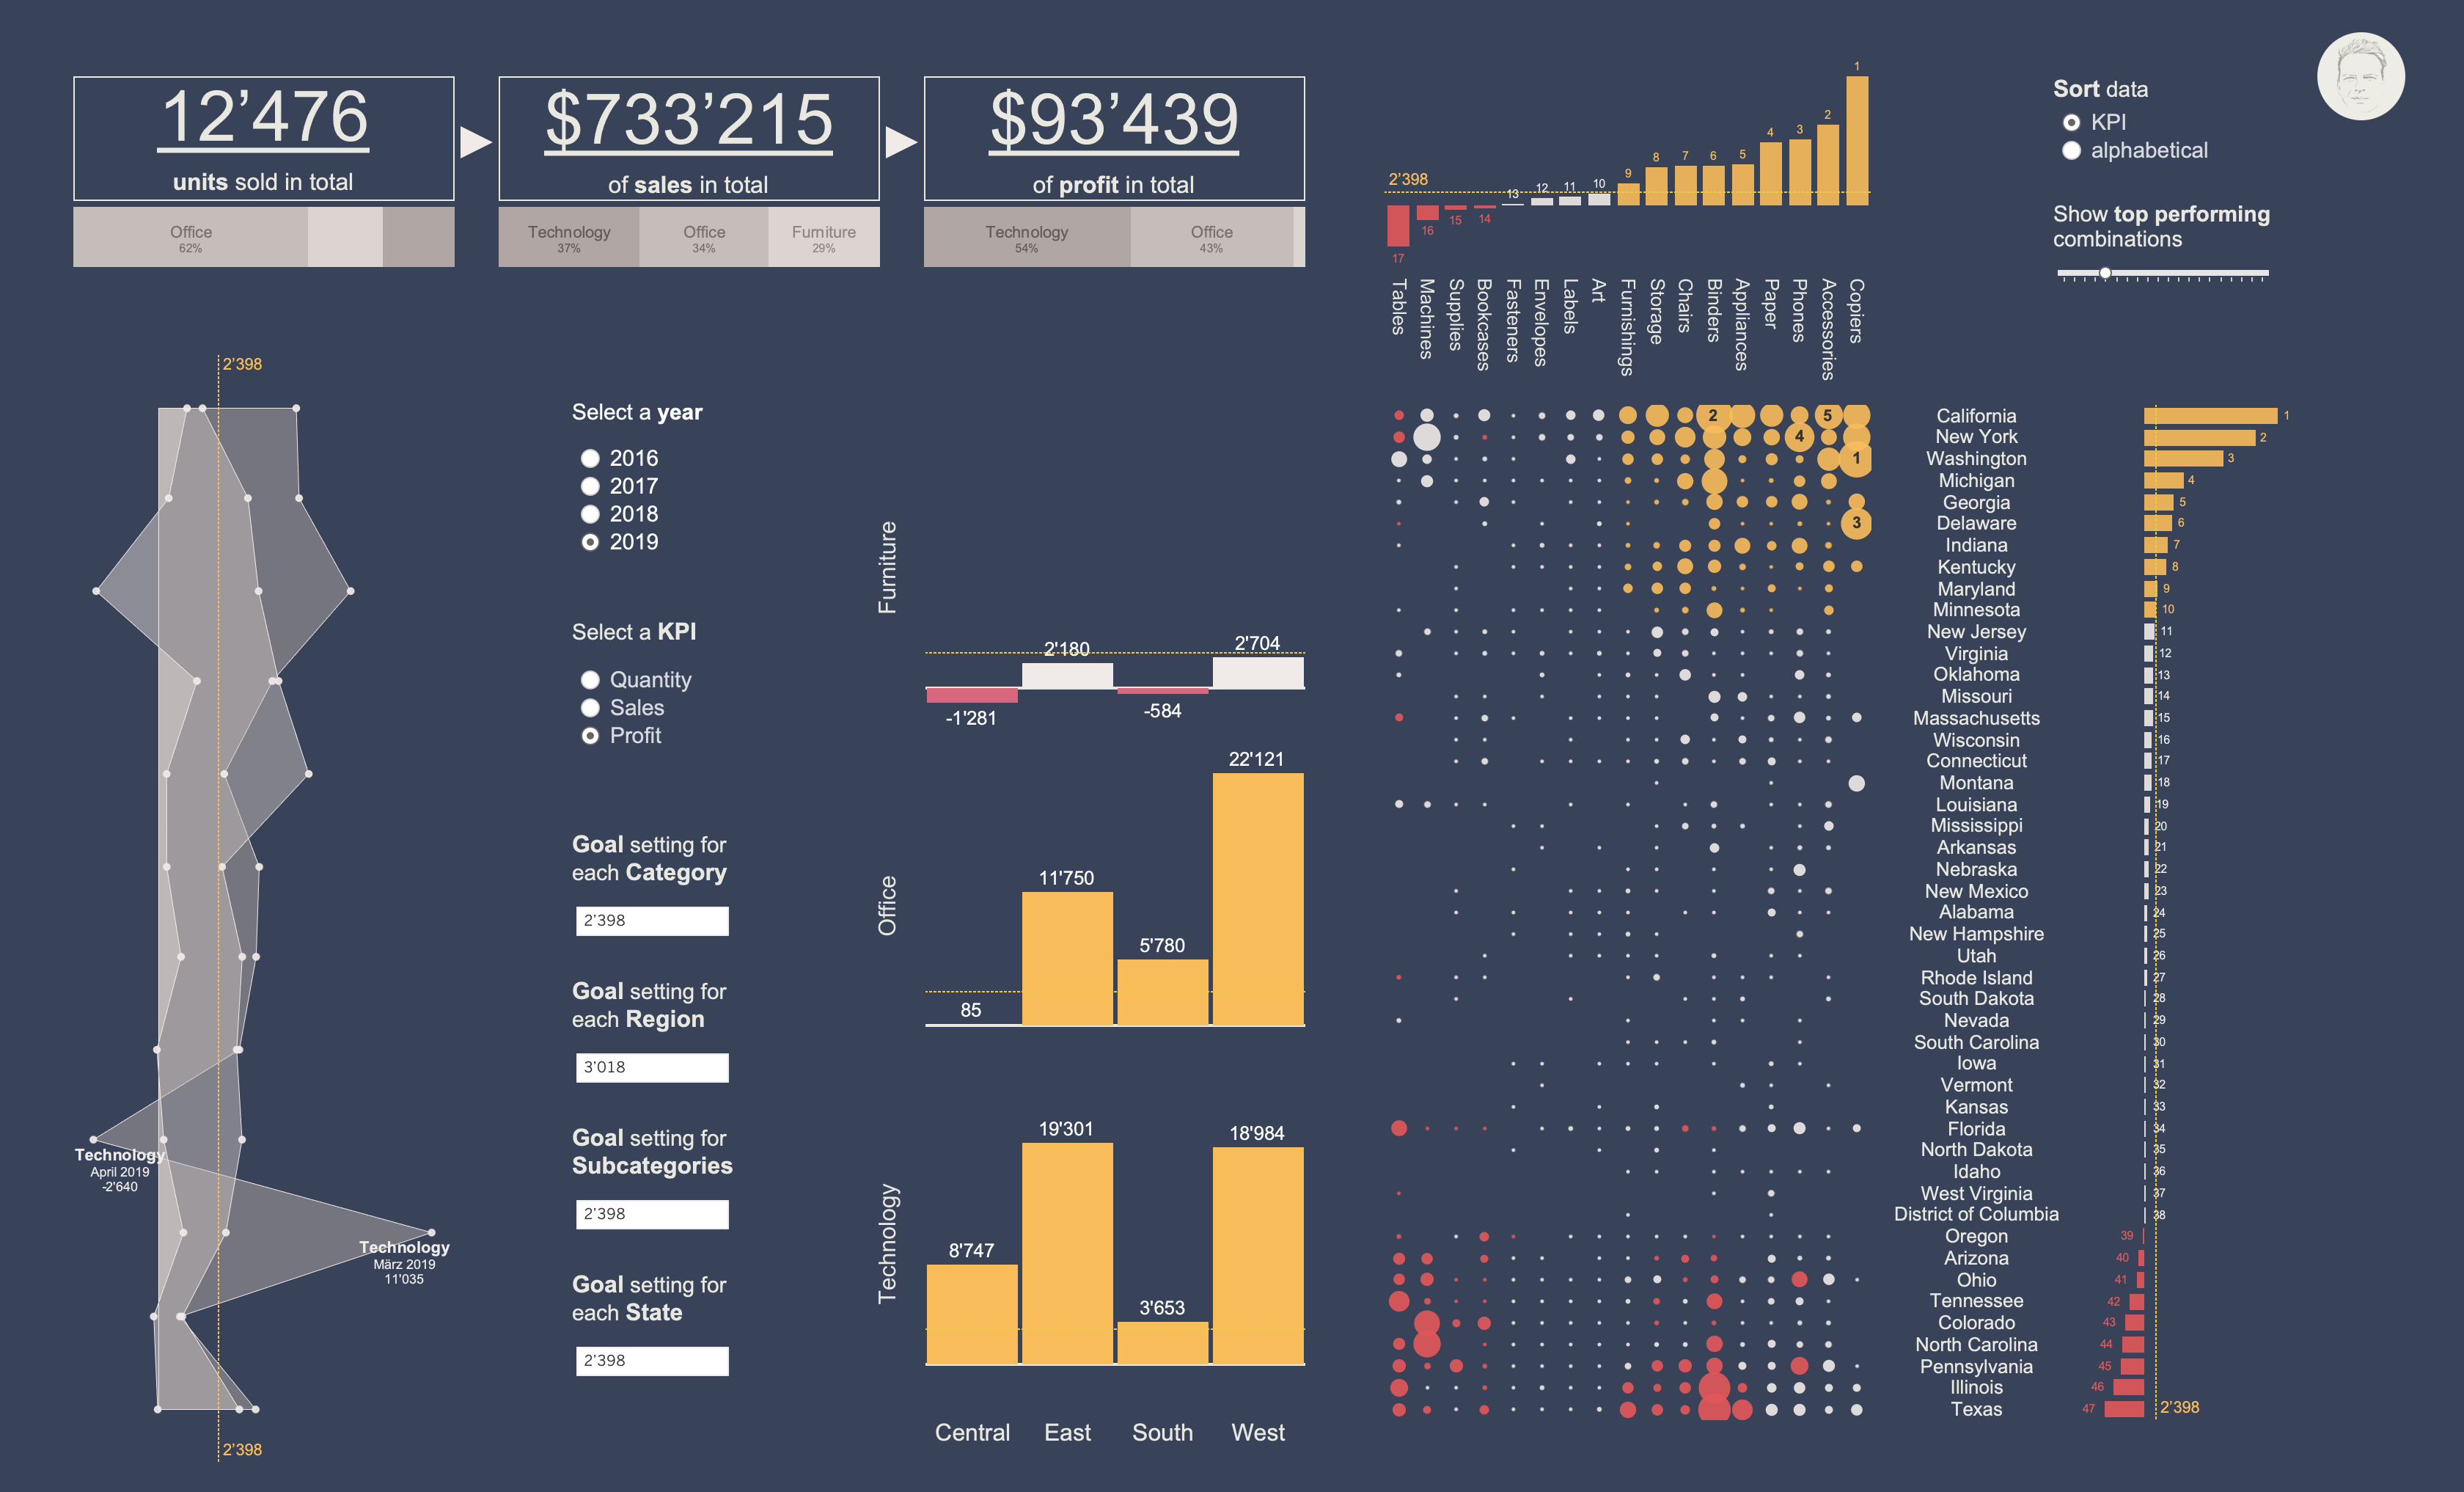 12’476
units sold in total
Office
62%
$733’215
of sales in total
Technology
37%
Office
34%
Furniture
29%
$93’439
of profit in total
Technology
54%
Office
43%
2’398
17
16
15
14
13
12
11
10
9
8
7
6
5
4
3
2
1
Tables
Machines
Supplies
Bookcases
Fasteners
Envelopes
Labels
Art
Furnishings
Storage
Chairs
Binders
Appliances
Paper
Phones
Accessories
Copiers
Sort data
KPI
alphabetical
Show top performing
combinations
2’398
Technology
April 2019
-2’640
Technology
März 2019
11’035
2’398
Select a year
2016
2017
2018
2019
Select a KPI
Quantity
Sales
Profit
Goal setting for
each Category
2’398
Goal setting for
each Region
3’018
Goal setting for
Subcategories
2’398
Goal setting for
each State
2’398
Furniture
-1’281
2’180
-584
2’704
Office
85
11’750
5’780
22’121
Technology
8’747
19’301
3’653
18’984
Central
East
South
West
2
5
4
1
3
California 1
New York 2
Washington 3
Michigan 4
Georgia 5
Delaware 6
Indiana 7
Kentucky 8
Maryland 9
Minnesota 10
New Jersey 11
Virginia 12
Oklahoma 13
Missouri 14
Massachusetts 15
Wisconsin 16
Connecticut 17
Montana 18
Louisiana 19
Mississippi 20
Arkansas 21
Nebraska 22
New Mexico 23
Alabama 24
New Hampshire 25
Utah 26
Rhode Island 27
South Dakota 28
Nevada 29
South Carolina 30
Iowa 31
Vermont 32
Kansas 33
Florida 34
North Dakota 35
Idaho 36
West Virginia 37
District of Columbia 38
Oregon 39
Arizona 40
Ohio 41
Tennessee 42
Colorado 43
North Carolina 44
Pennsylvania 45
Illinois 46
Texas 47
2’398